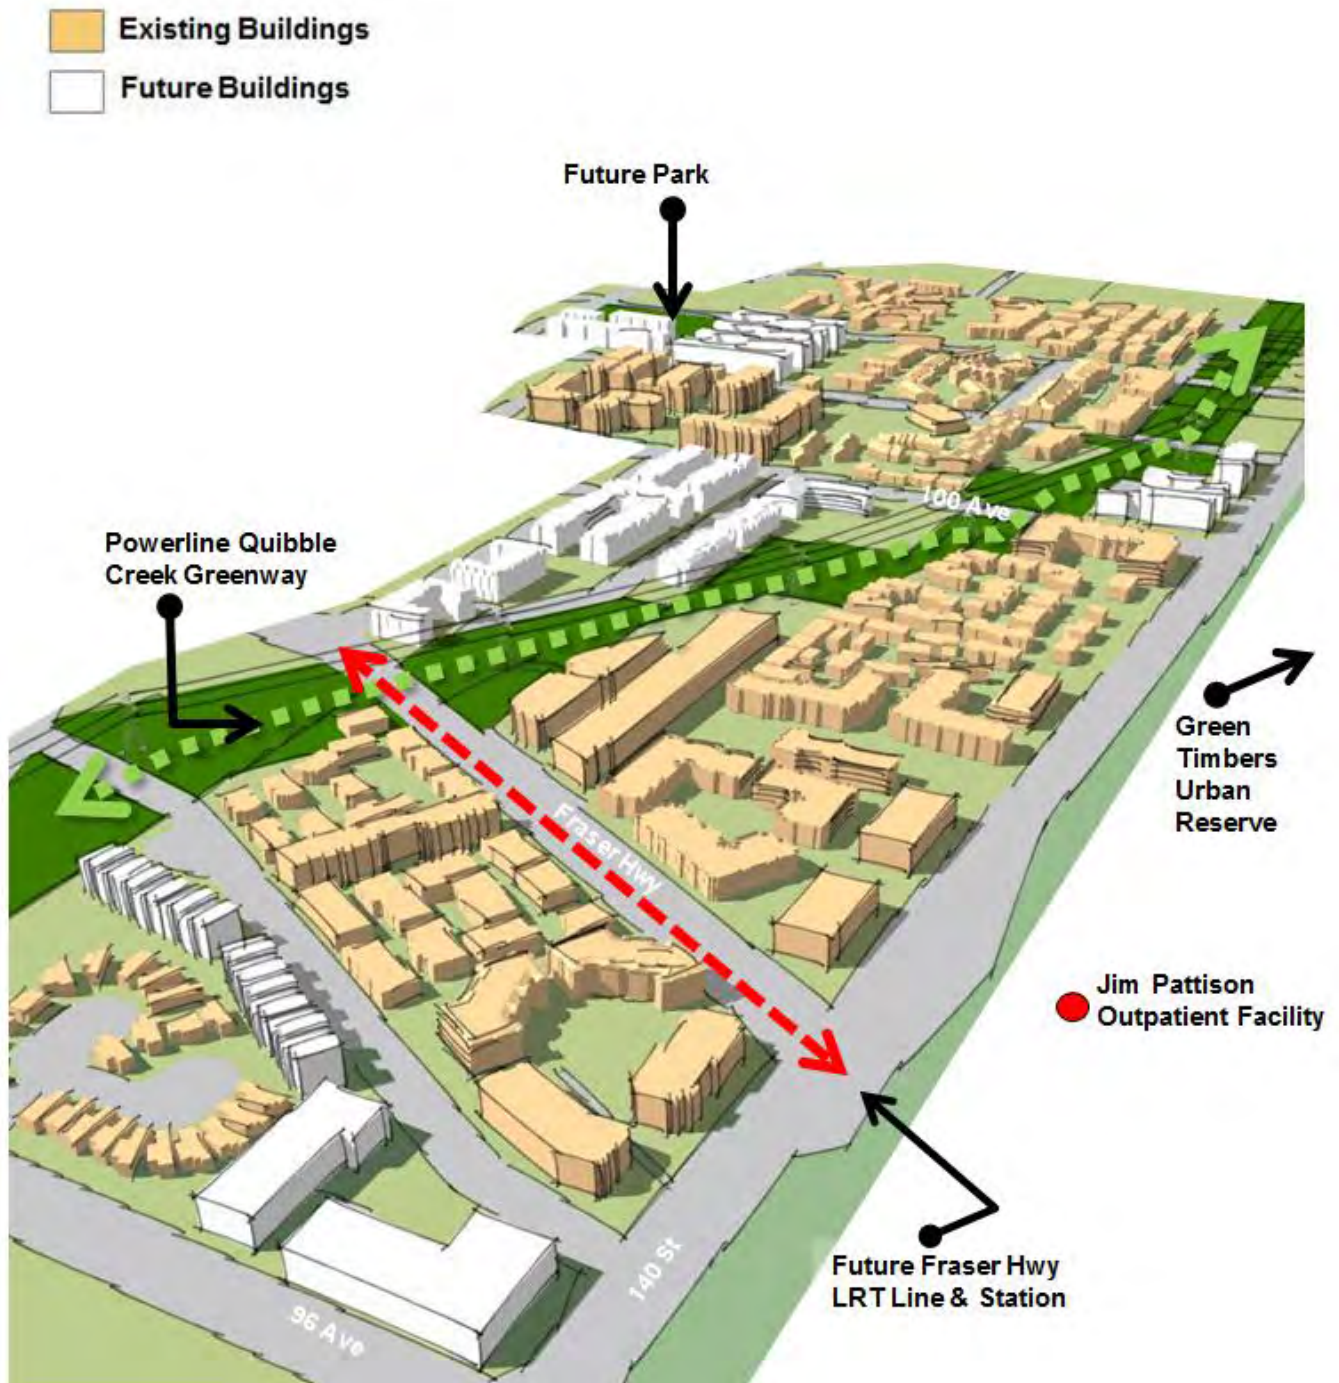 Existing Buildings
Future Buildings
Future Park
100 Ave
Powerline Quibble
Creek Greenway
Green
Timbers
Urban
Reserve
Fraser Hwy
Jim Pattison
Outpatient Facility
Future Fraser Hwy
LRT Line & Station
140 St
96 Ave